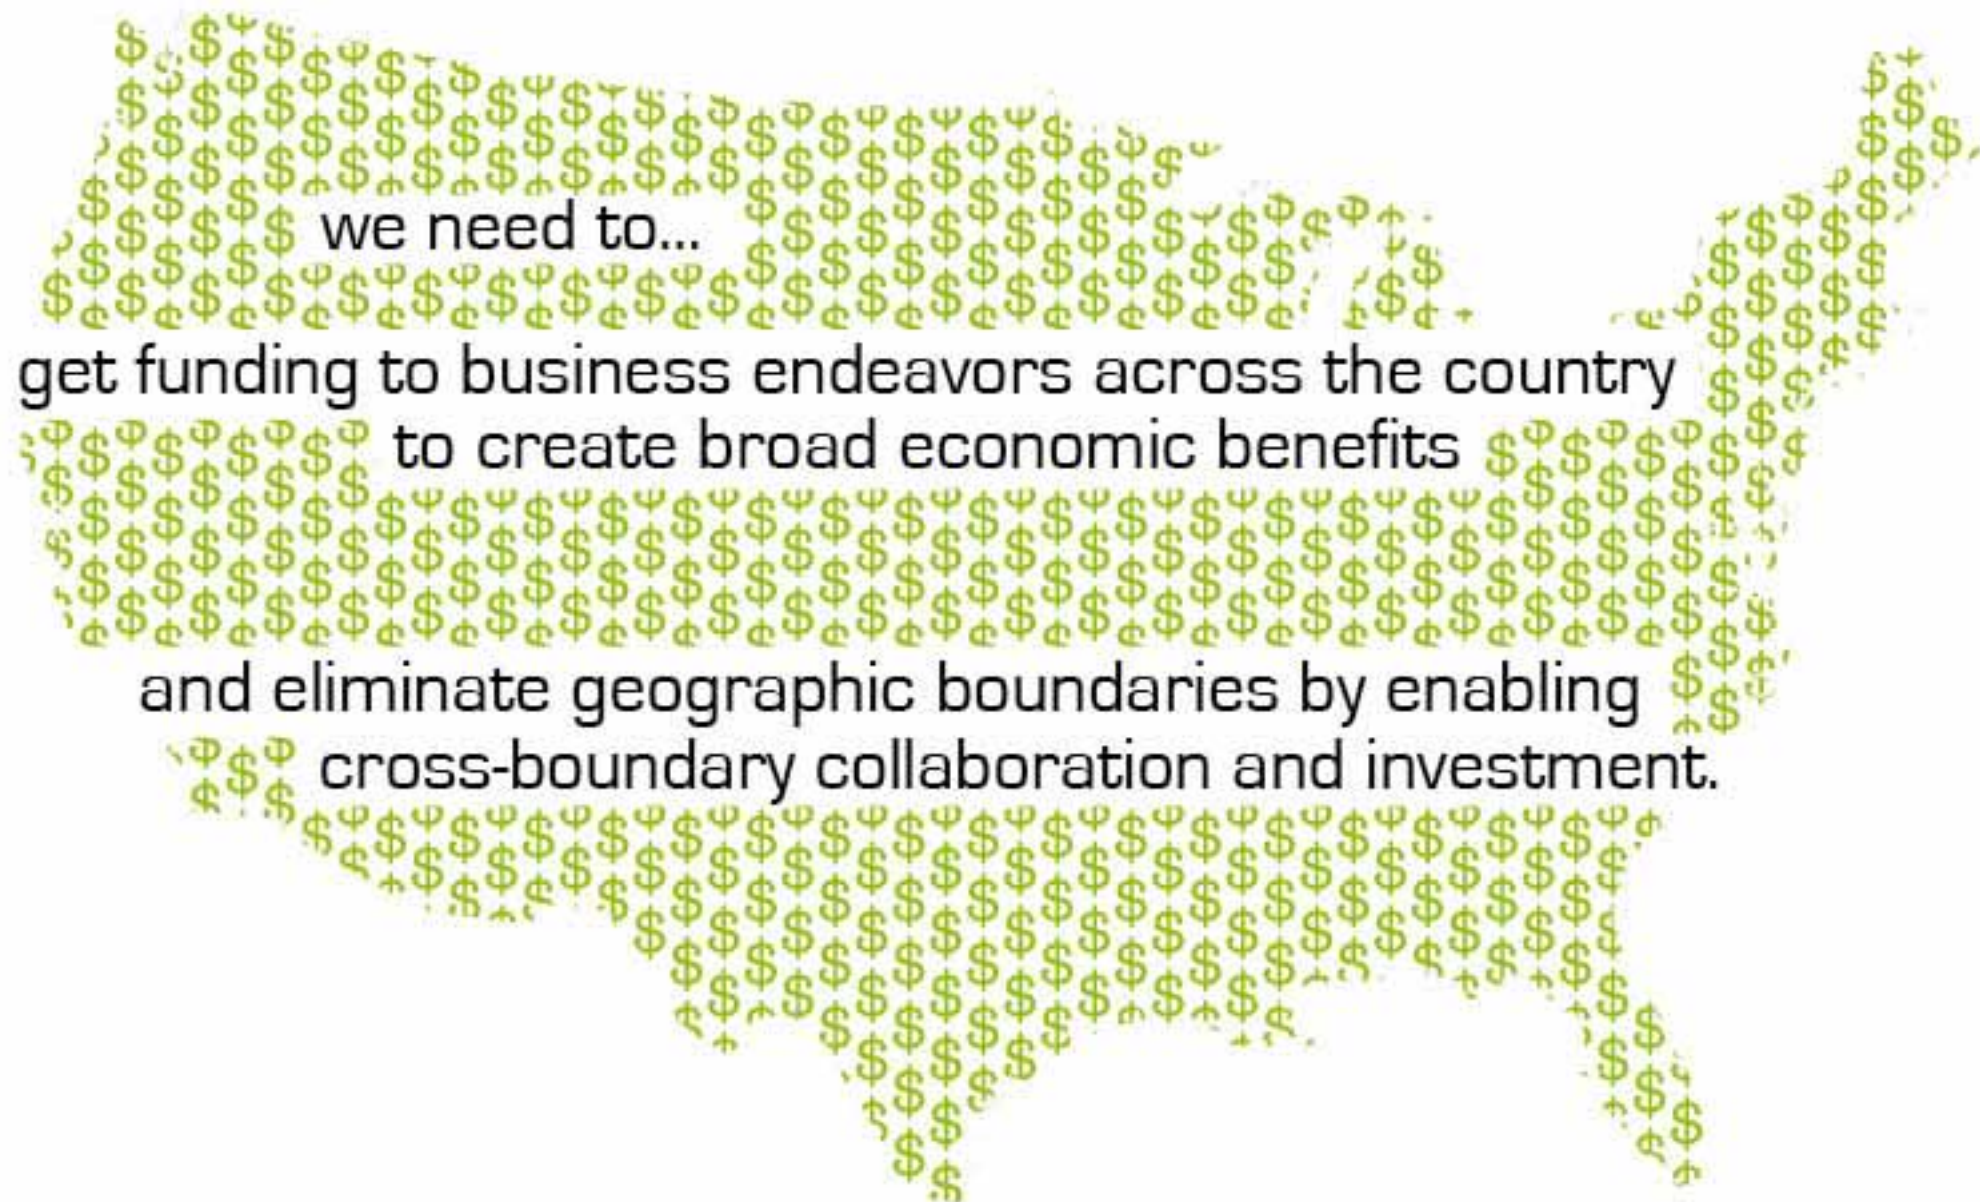 we need to...
get funding to business endeavors across the country
to create broad economic benefits
and eliminate geographic boundaries by enabling
cross-boundary collaboration and investment.